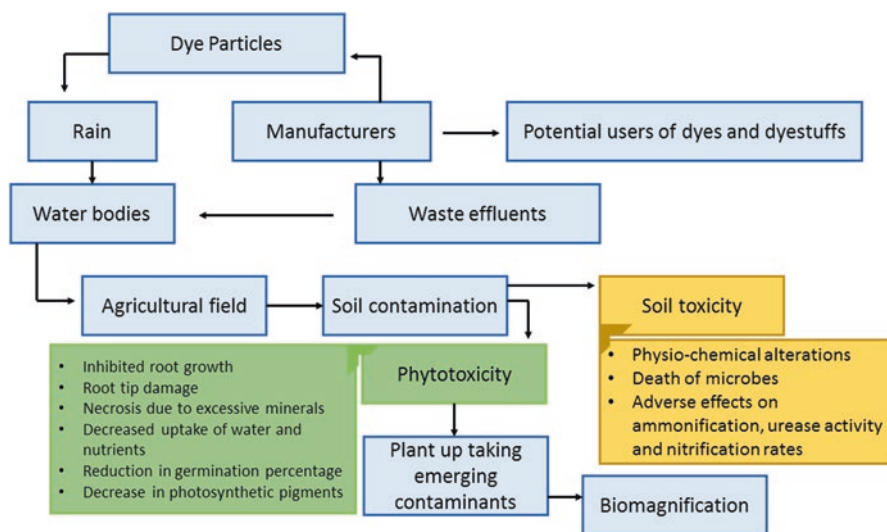 Dye Particles
Rain
Manufacturers
Potential users of dyes and dyestuffs
Water bodies
Waste effluents
Agricultural field
Soil contamination
Soil toxicity
• Inhibited root growth
• Root tip damage
• Necrosis due to excessive minerals
• Decreased uptake of water and
nutrients
• Reduction in germination percentage
• Decrease in photosynthetic pigments
Phytotoxicity
• Physio-chemical alterations
• Death of microbes
• Adverse effects on
ammonification, urease activity
and nitrification rates
Plant up taking
emerging
contaminants
Biomagnification